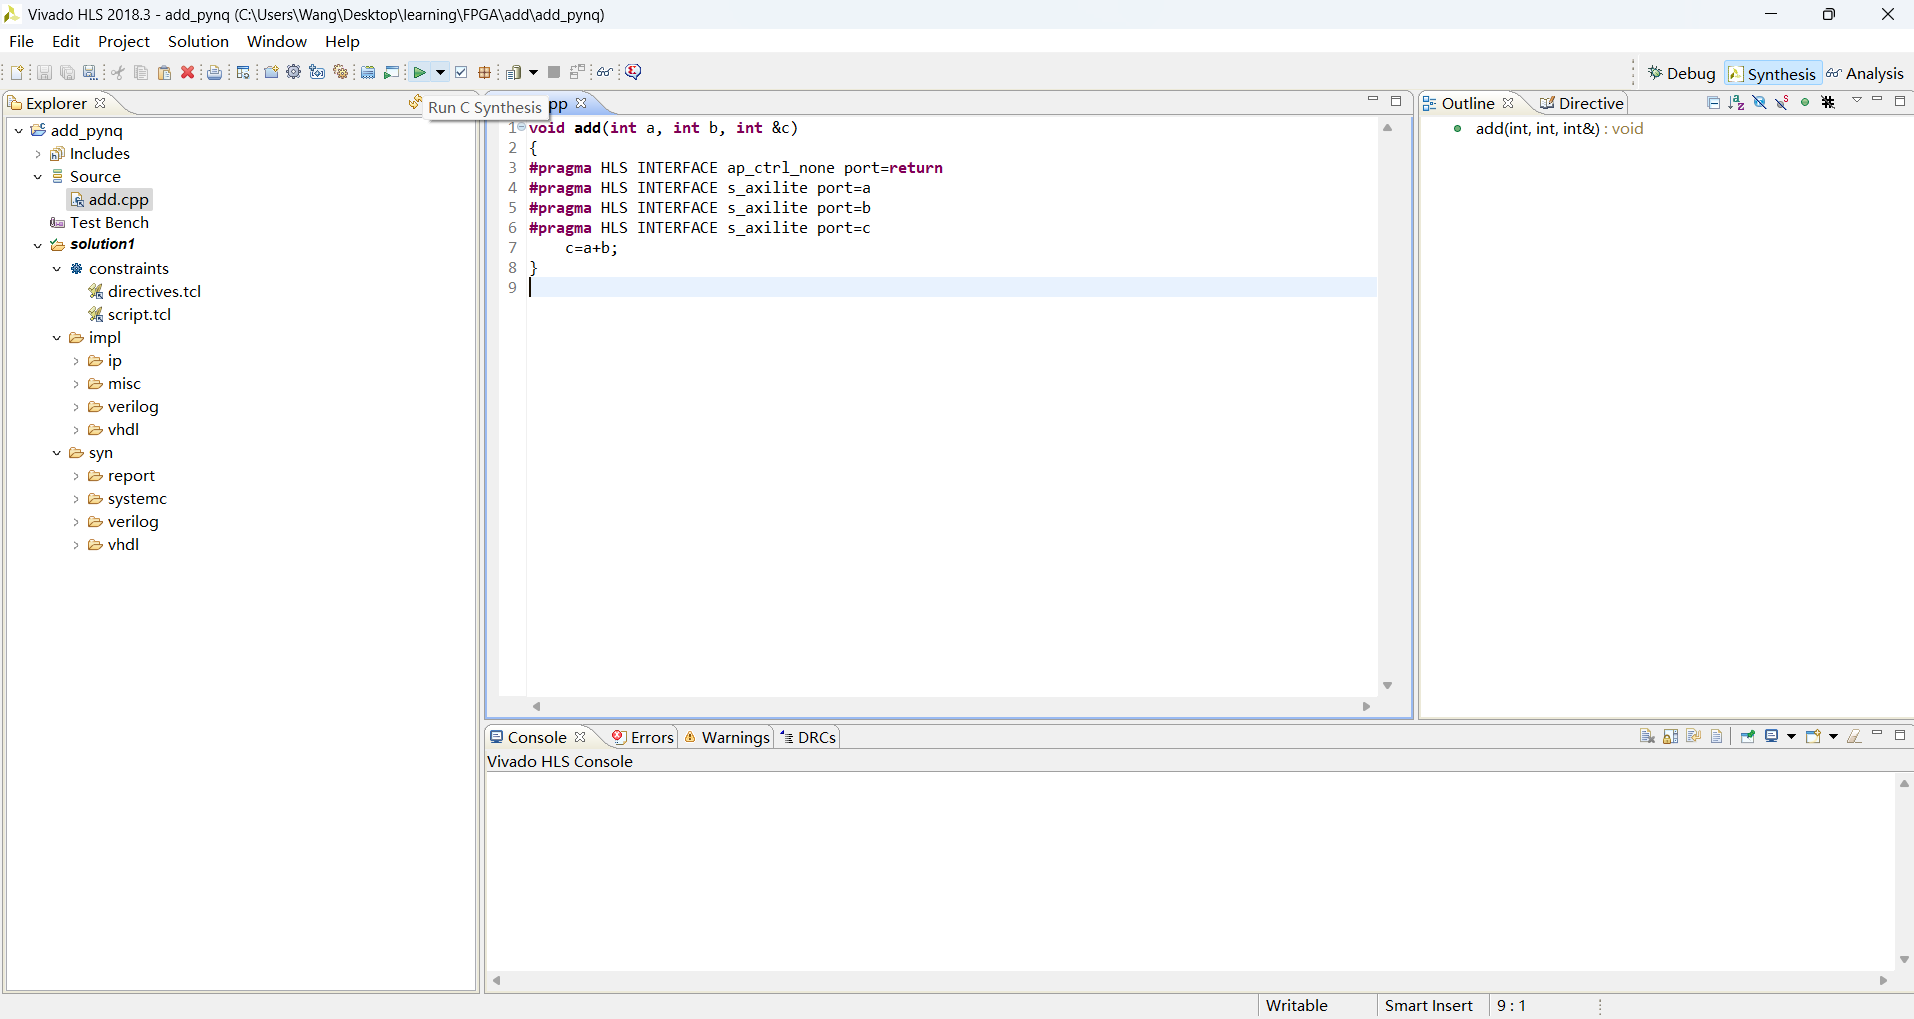 Vivado HLS 2018.3 - add_pynq (C:\Users\Wang\Desktop\learning\FPGA\add\add_pynq)
File Edit Project Solution Window Help
Debug Synthesis Analysis
Explorer
Run C Synthesis
pp
Outline
Directive
add_pynq
Includes
Source
add.cpp
Test Bench
solution1
constraints
directives.tcl
script.tcl
impl
ip
misc
verilog
vhdl
syn
report
systemc
verilog
vhdl
1 void add(int a, int b, int &c)
2 {
3 #pragma HLS INTERFACE ap_ctrl_none port=return
4 #pragma HLS INTERFACE s_axilite port=a
5 #pragma HLS INTERFACE s_axilite port=b
6 #pragma HLS INTERFACE s_axilite port=c
7 c=a+b;
8 }
9
add(int, int, int&) : void
Console Errors Warnings DRCs
Vivado HLS Console
Writable Smart Insert 9 : 1